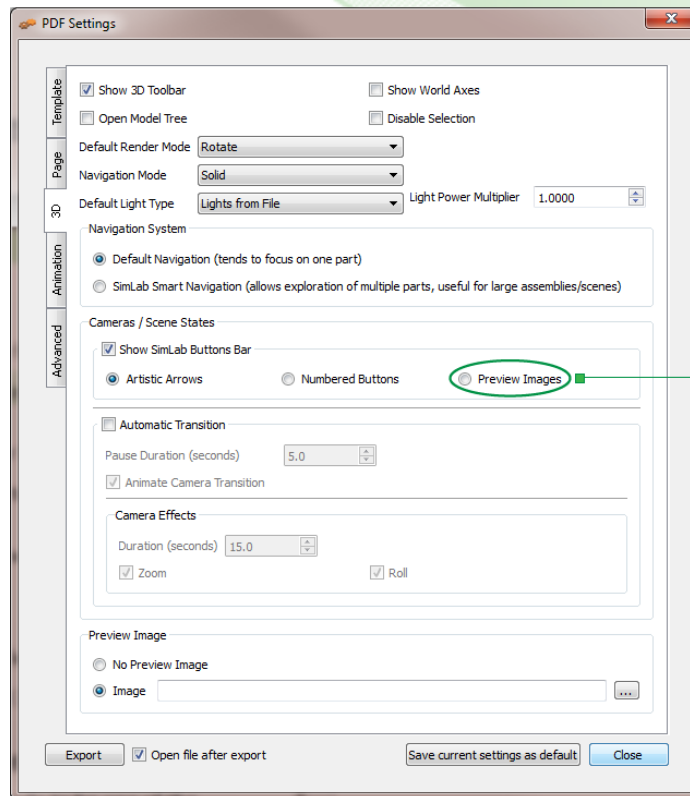 PDF Settings
Template
Page
3D
Animation
Advanced
Show 3D Toolbar
Show World Axes
Open Model Tree
Disable Selection
Default Render Mode Rotate
Navigation Mode Solid
Default Light Type Lights from File Light Power Multiplier 1.0000
Navigation System
Default Navigation (tends to focus on one part)
SimLab Smart Navigation (allows exploration of multiple parts, useful for large assemblies/scenes)
Cameras / Scene States
Show SimLab Buttons Bar
Artistic Arrows Numbered Buttons Preview Images
Automatic Transition
Pause Duration (seconds) 5.0
Animate Camera Transition
Camera Effects
Duration (seconds) 15.0
Zoom Roll
Preview Image
No Preview Image
Image ...
Export Open file after export Save current settings as default Close